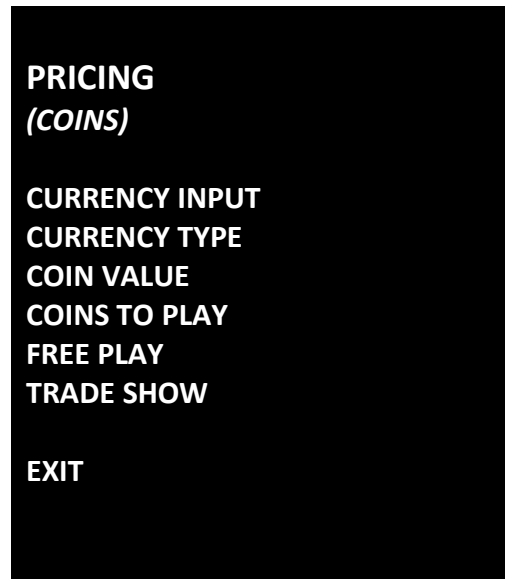 PRICING
(COINS)
CURRENCY INPUT
CURRENCY TYPE
COIN VALUE
COINS TO PLAY
FREE PLAY
TRADE SHOW
EXIT